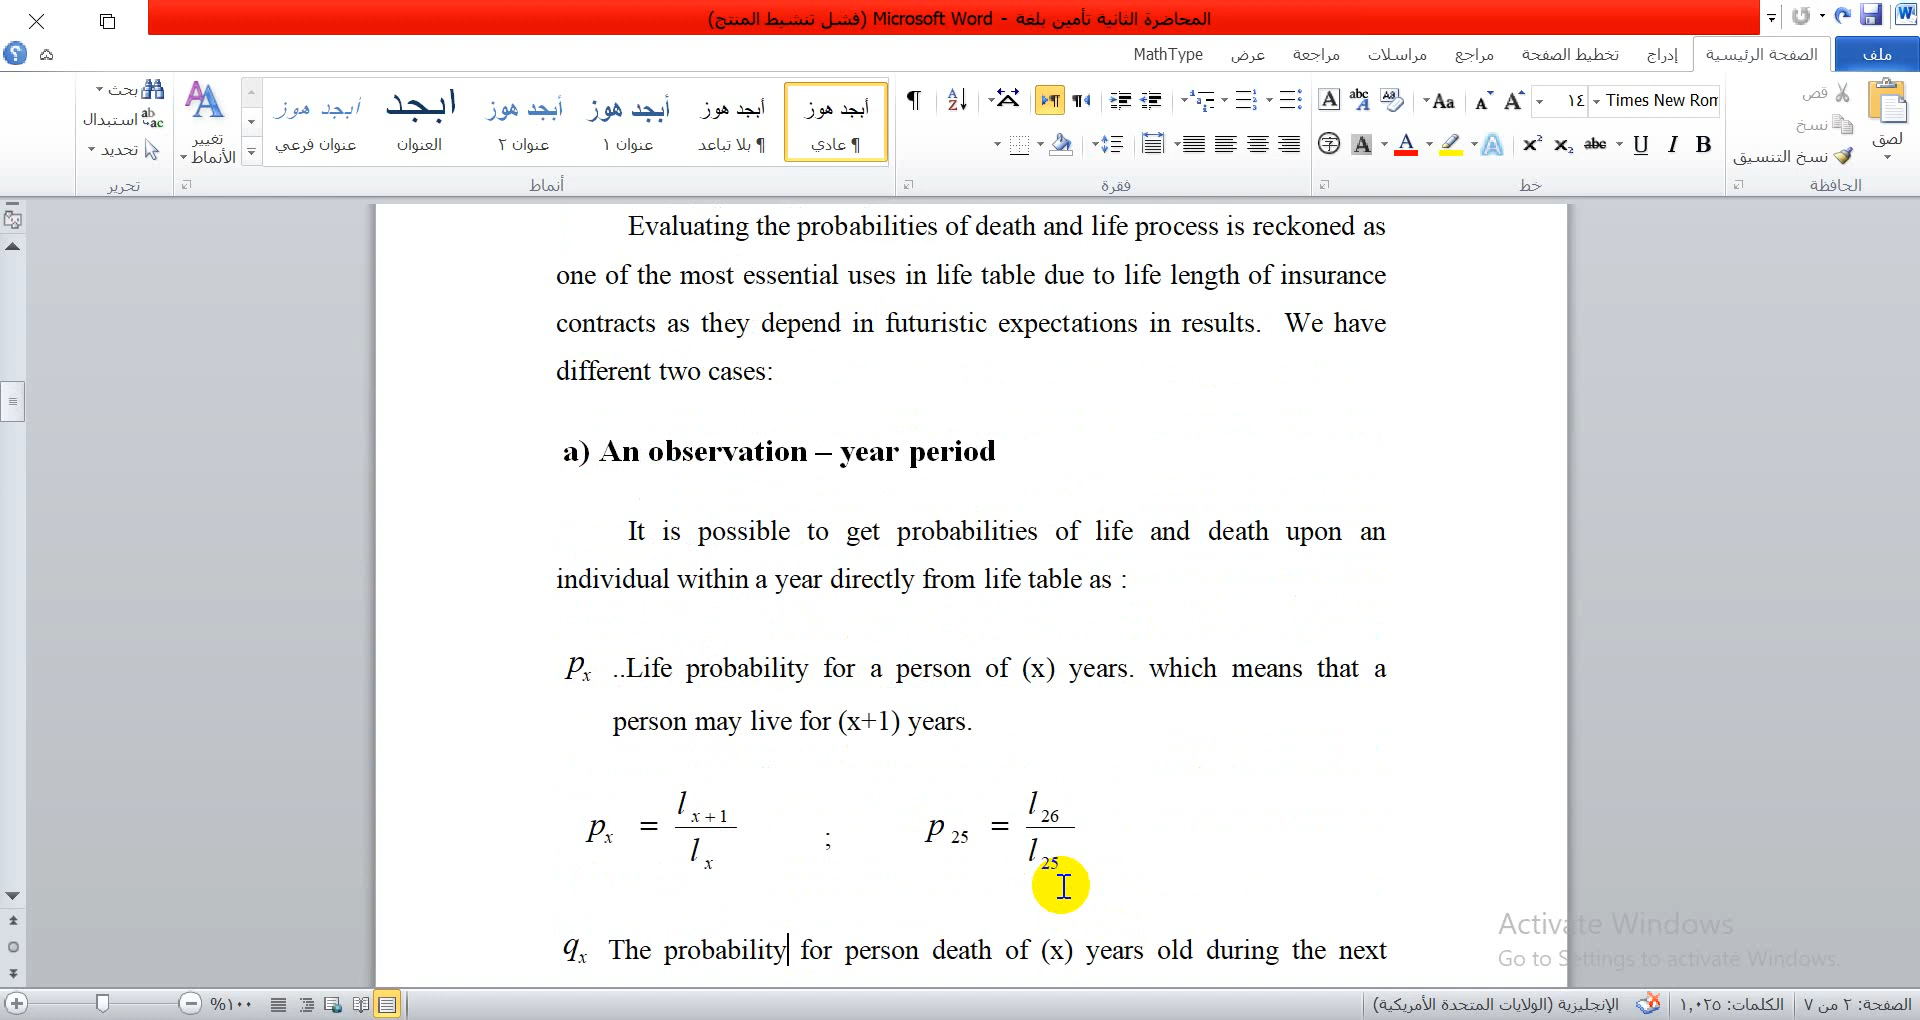 المحاضرة الثانية تأمين بلغة - Microsoft Word (فشل تنشيط المنتج)
ملف الصفحة الرئيسية إدراج تخطيط الصفحة مراجع مراسلات مراجعة عرض MathType
لصق
قص
نسخ
نسخ التنسيق
الحافظة
Times New Rom ١٤
خط
فقرة
أبجد هوز أبجد هوز أبجد هوز أبجد هوز أبجد أبجد هوز
¶ عادي ¶ بلا تباعد عنوان ١ عنوان ٢ العنوان عنوان فرعي
أنماط
تغيير
الأنماط
بحث
استبدال
تحديد
تحرير
Evaluating the probabilities of death and life process is reckoned as
one of the most essential uses in life table due to life length of insurance
contracts as they depend in futuristic expectations in results. We have
different two cases:
a) An observation – year period
It is possible to get probabilities of life and death upon an
individual within a year directly from life table as :
p_x ..Life probability for a person of (x) years. which means that a
person may live for (x+1) years.
p_x = l_{x+1} / l_x ; p_25 = l_26 / l_25
q_x The probability for person death of (x) years old during the next
Activate Windows
Go to Settings to activate Windows.
الصفحة: ٢ من ٧ الكلمات: ١,٠٢٥ الإنجليزية (الولايات المتحدة الأمريكية) ١٠٠%